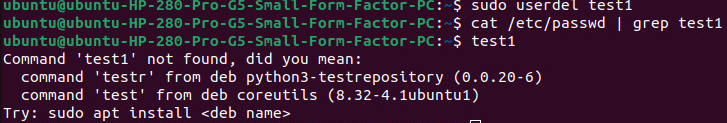 ubuntu@ubuntu-HP-280-Pro-G5-Small-Form-Factor-PC:~$ sudo userdel test1
ubuntu@ubuntu-HP-280-Pro-G5-Small-Form-Factor-PC:~$ cat /etc/passwd | grep test1
ubuntu@ubuntu-HP-280-Pro-G5-Small-Form-Factor-PC:~$ test1
Command 'test1' not found, did you mean:
  command 'testr' from deb python3-testrepository (0.0.20-6)
  command 'test' from deb coreutils (8.32-4.1ubuntu1)
Try: sudo apt install <deb name>